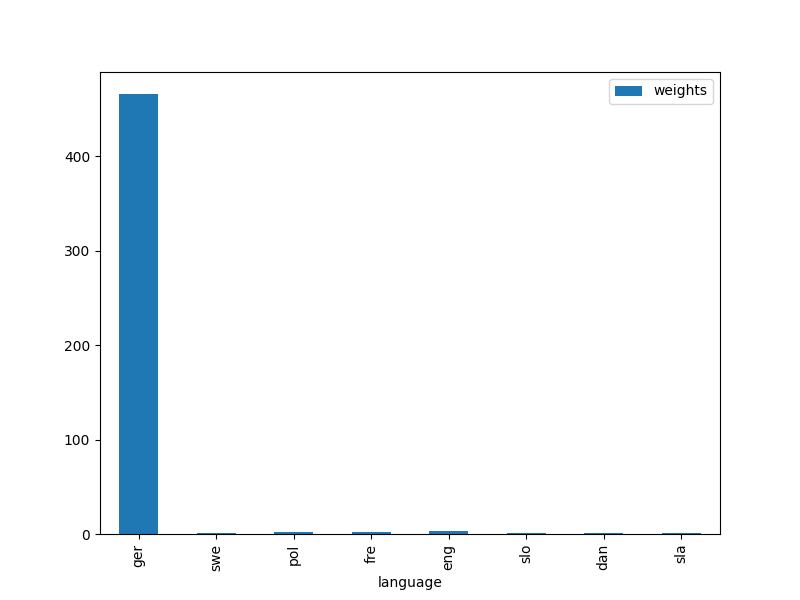 weights
400
300
200
100
0
ger
swe
pol
fre
eng
slo
dan
sla
language